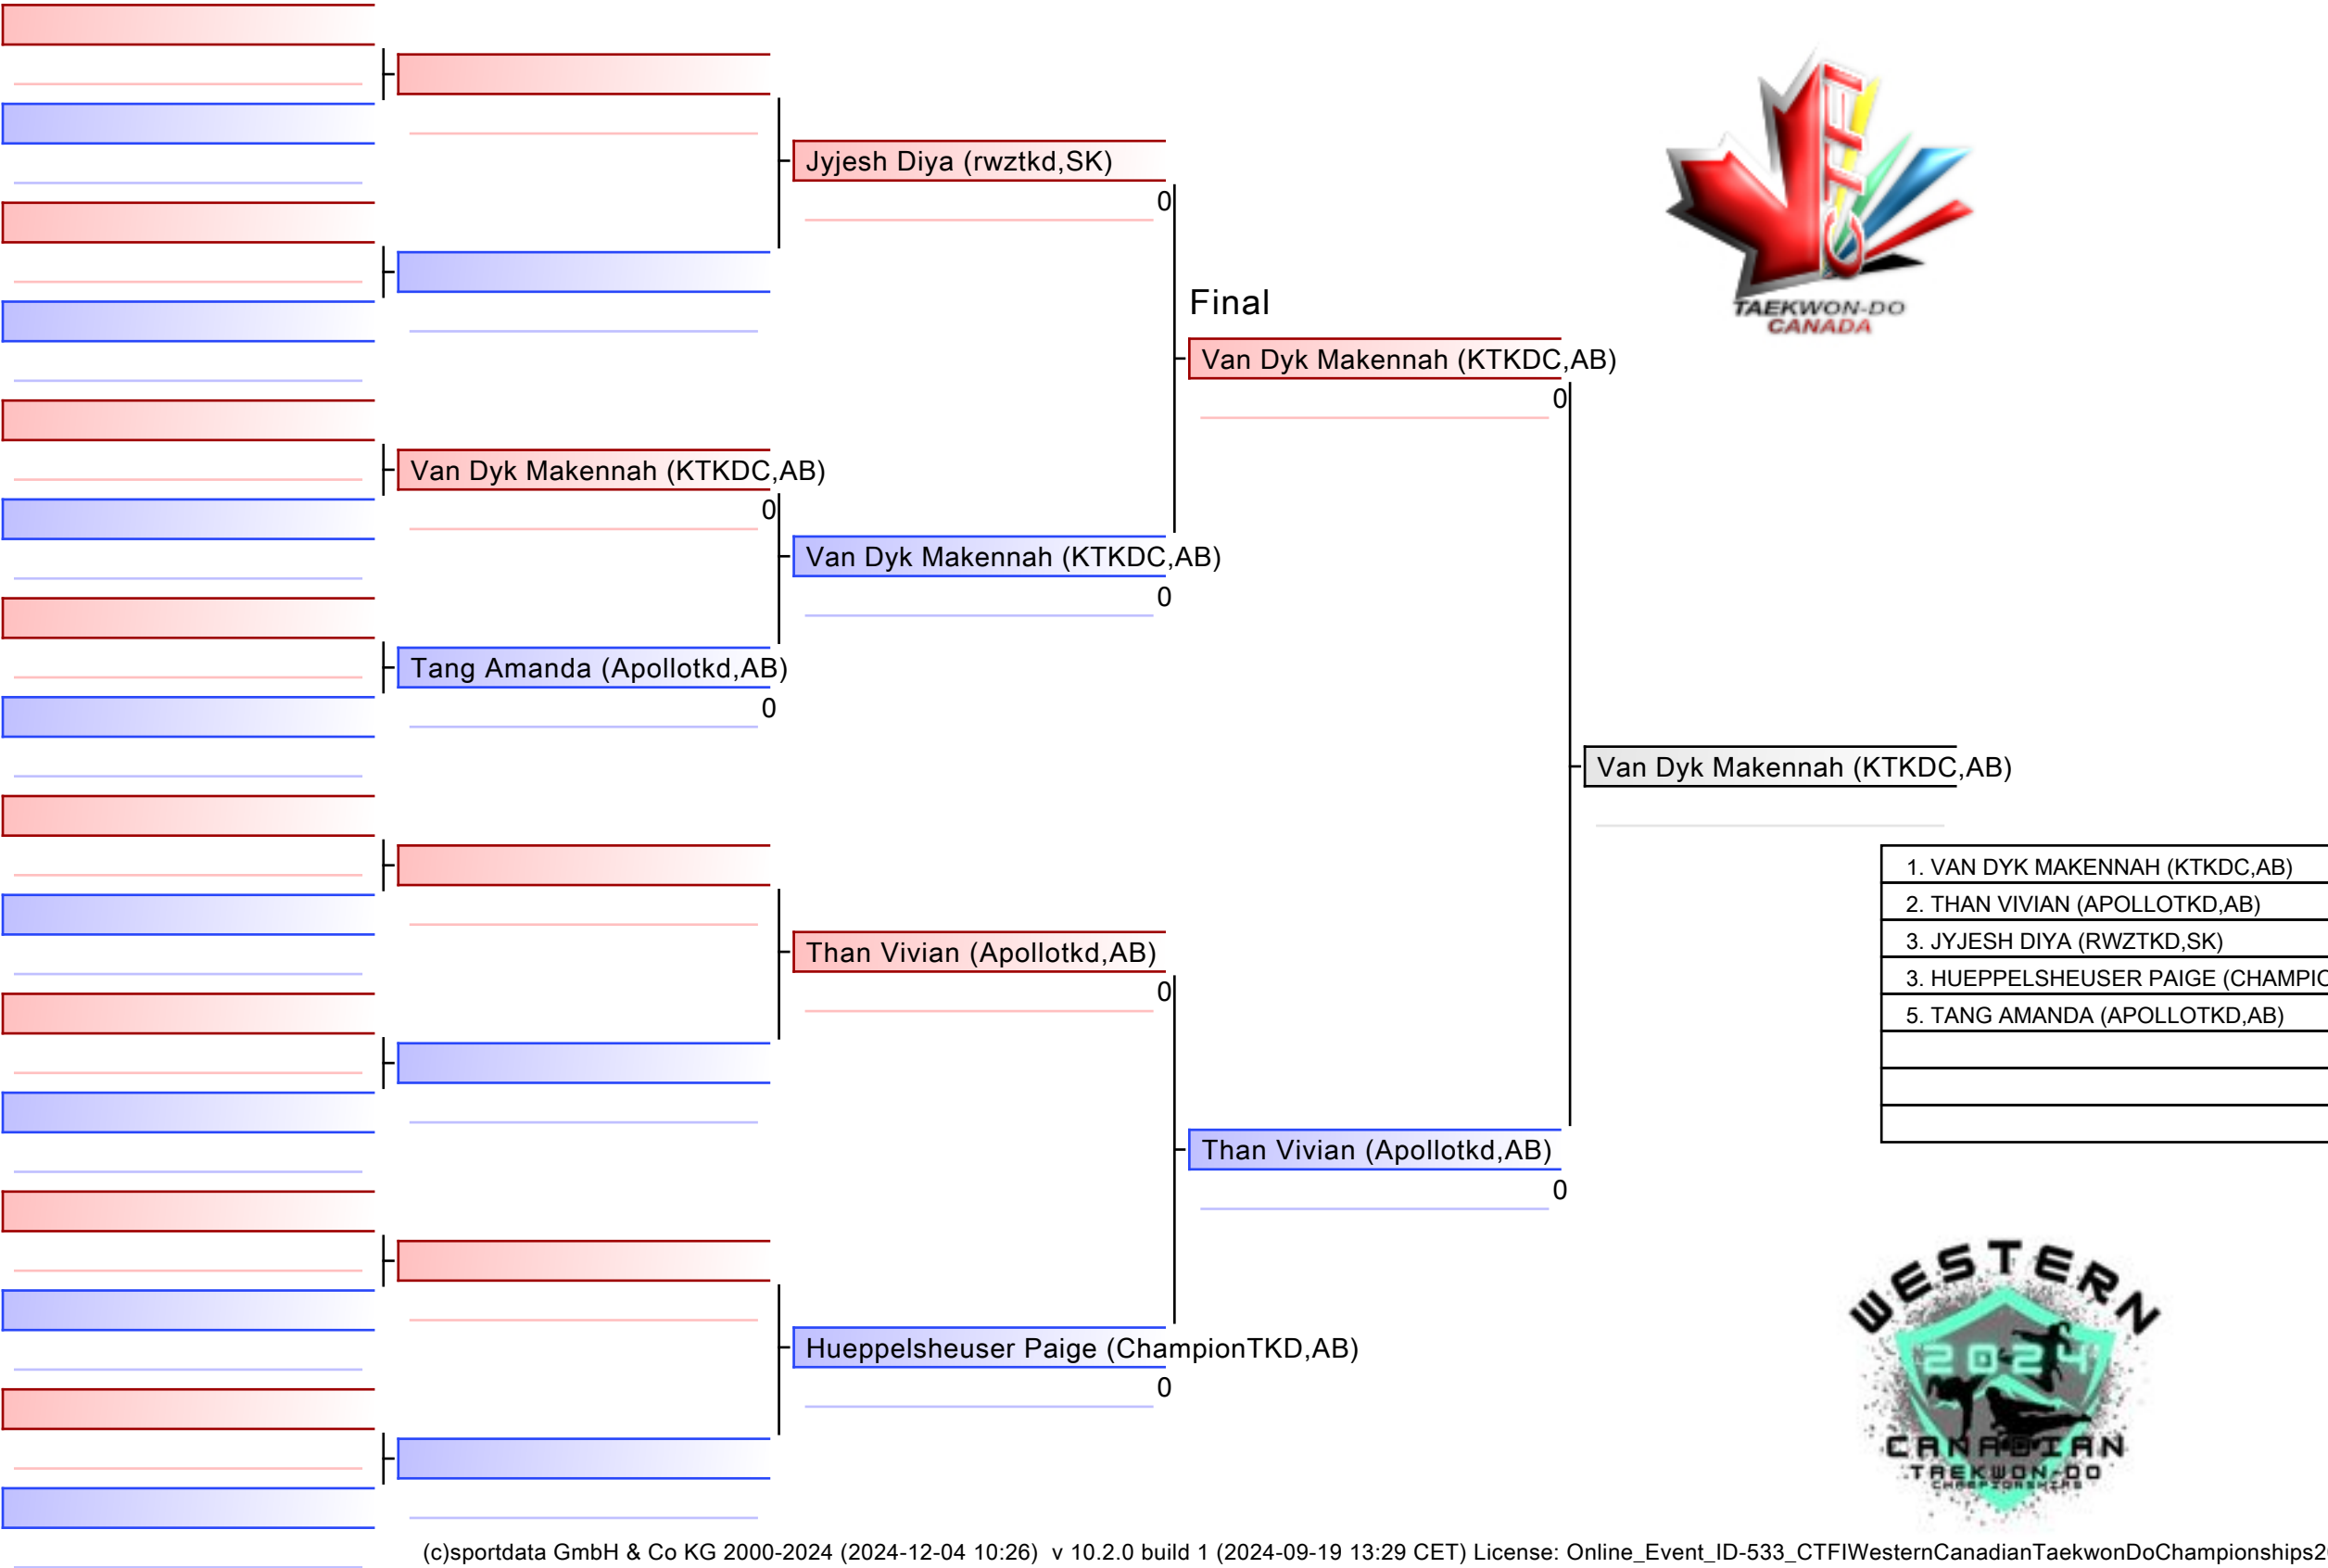 CTFI
TAEKWON-DO
CANADA
Jyjesh Diya (rwztkd,SK)
0
Final
Van Dyk Makennah (KTKDC,AB)
0
Van Dyk Makennah (KTKDC,AB)
0
Van Dyk Makennah (KTKDC,AB)
0
Tang Amanda (Apollotkd,AB)
0
Van Dyk Makennah (KTKDC,AB)
1. VAN DYK MAKENNAH (KTKDC,AB)
2. THAN VIVIAN (APOLLOTKD,AB)
3. JYJESH DIYA (RWZTKD,SK)
3. HUEPPELSHEUSER PAIGE (CHAMPIO
5. TANG AMANDA (APOLLOTKD,AB)
Than Vivian (Apollotkd,AB)
0
Than Vivian (Apollotkd,AB)
0
Hueppelsheuser Paige (ChampionTKD,AB)
0
WESTERN
2024
CANADIAN
TAEKWON-DO
CHAMPIONSHIPS
(c)sportdata GmbH & Co KG 2000-2024 (2024-12-04 10:26) v 10.2.0 build 1 (2024-09-19 13:29 CET) License: Online_Event_ID-533_CTFIWesternCanadianTaekwonDoChampionships2